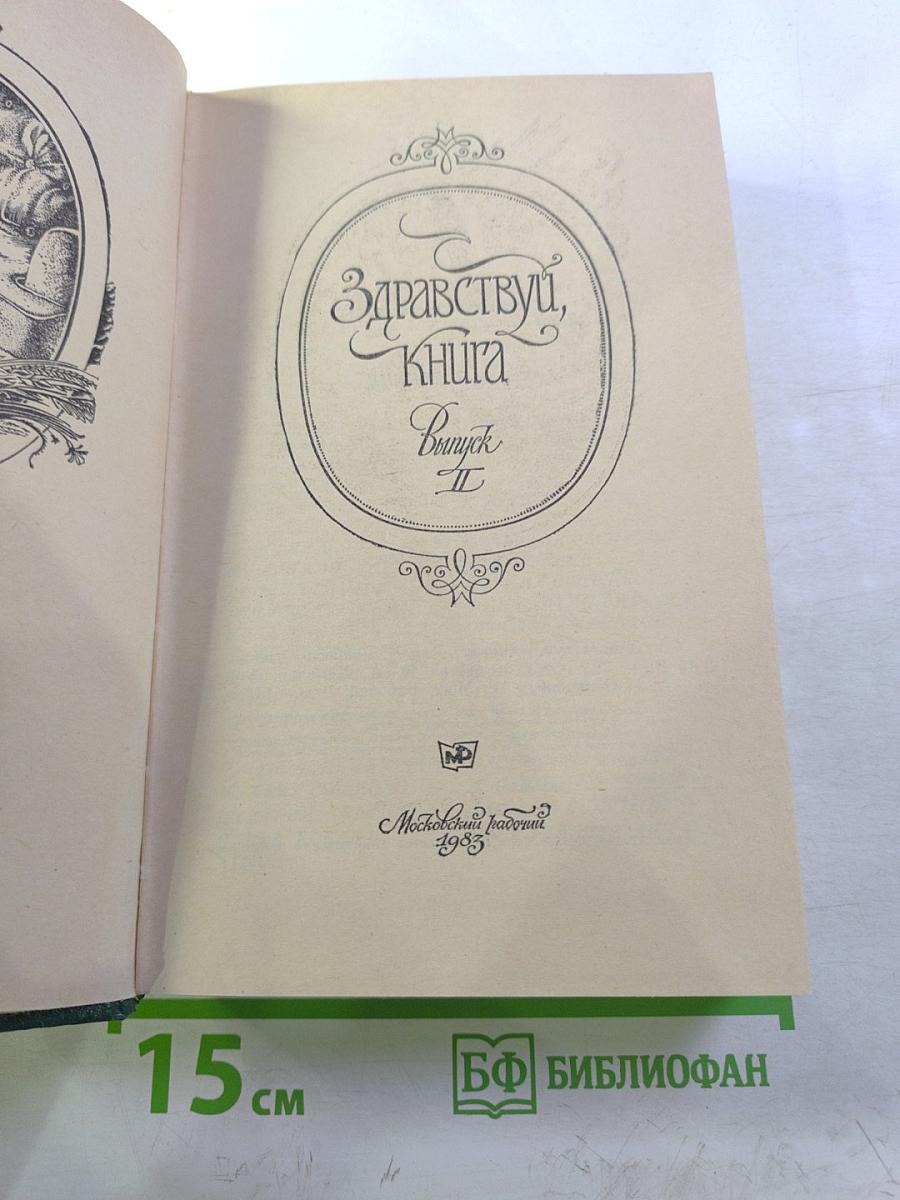 Здравствуй,
книга
Выпуск
II
МР
Московский рабочий
1983
15 см
БФ БИБЛИОФАН